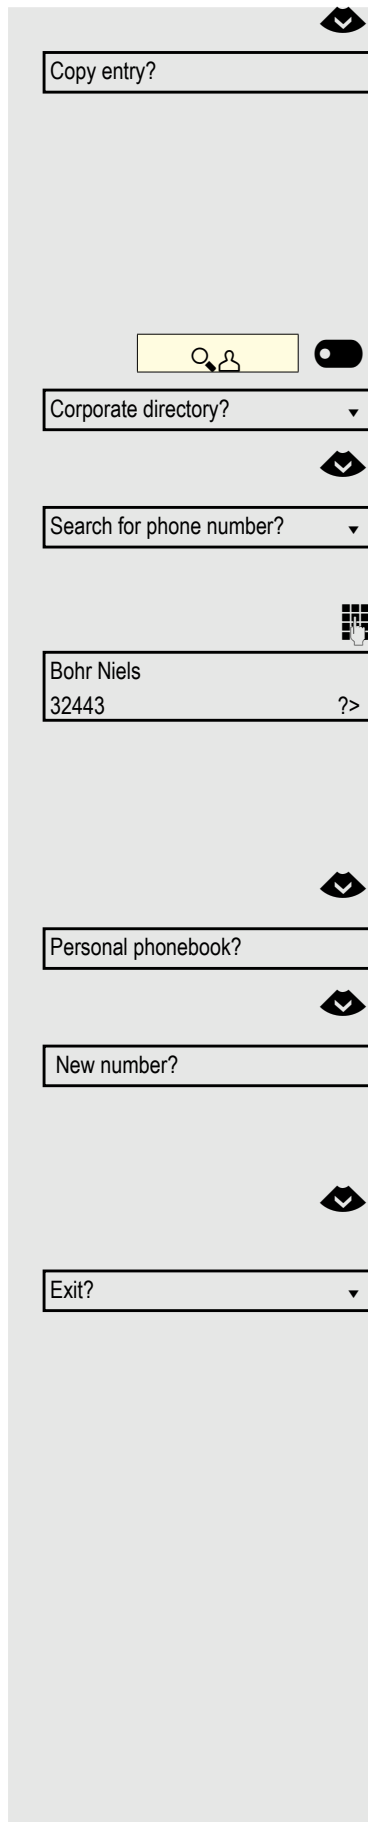 Copy entry?
Corporate directory?
Search for phone number?
Bohr Niels
32443 ?>
Personal phonebook?
New number?
Exit?